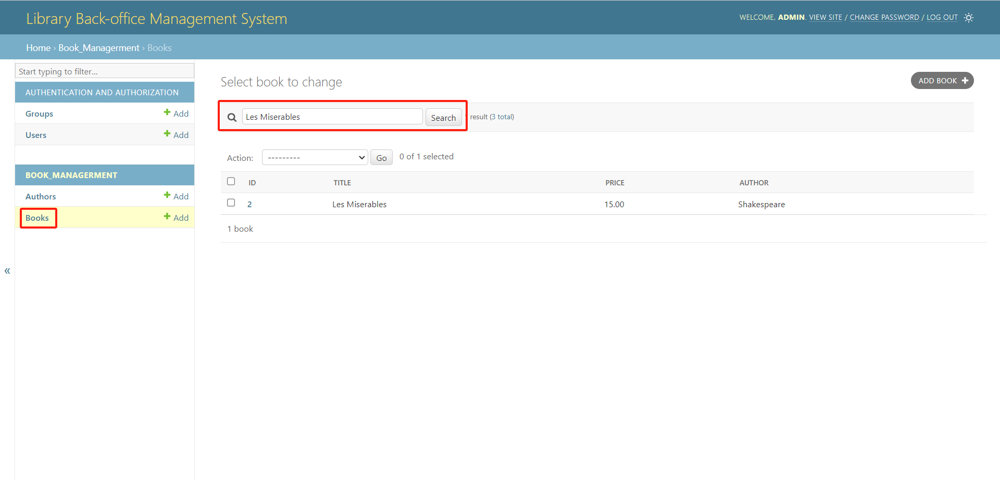 Library Back-office Management System
WELCOME, ADMIN. VIEW SITE / CHANGE PASSWORD / LOG OUT
Home › Book_Managerment › Books
Start typing to filter...
AUTHENTICATION AND AUTHORIZATION
Groups + Add
Users + Add
BOOK_MANAGERMENT
Authors + Add
Books + Add
«
Select book to change
ADD BOOK +
Les Miserables Search result (3 total)
Action: --------- Go 0 of 1 selected
ID TITLE PRICE AUTHOR
2 Les Miserables 15.00 Shakespeare
1 book